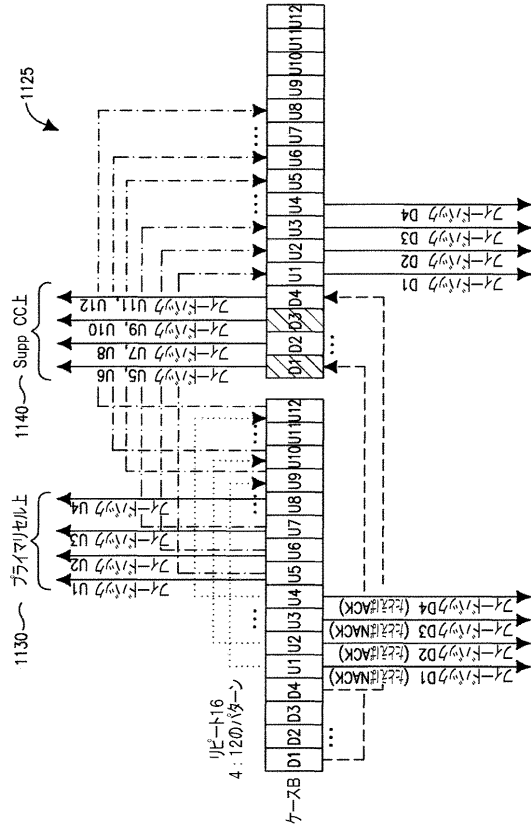 1125
1130 プライマリセル上
1140 Supp CC上
フィードバック U1
フィードバック U2
フィードバック U3
フィードバック U4
フィードバック U5, U6
フィードバック U7, U8
フィードバック U9, U10
フィードバック U11, U12
リピート16
4:12のパターン
ケースB
D1 D2 D3 D4 U1 U2 U3 U4 U5 U6 U7 U8 U9 U10 U11 U12
D1 D2 D3 D4 U1 U2 U3 U4 U5 U6 U7 U8 U9 U10 U11 U12
フィードバックD1 (たとえばNACK)
フィードバックD2 (たとえばACK)
フィードバックD3 (たとえばNACK)
フィードバックD4 (たとえばACK)
フィードバック D1
フィードバック D2
フィードバック D3
フィードバック D4